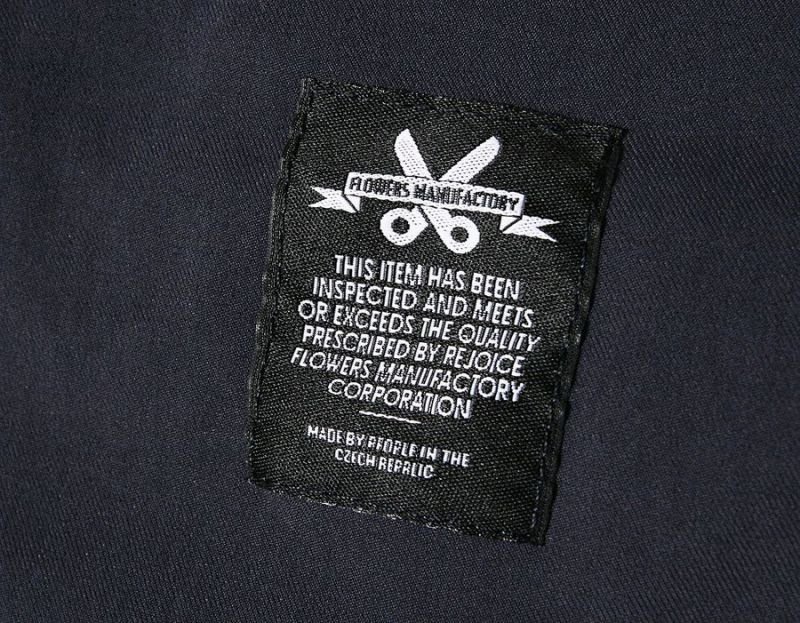 FLOWERS MANUFACTORY
THIS ITEM HAS BEEN
INSPECTED AND MEETS
OR EXCEEDS THE QUALITY
PRESCRIBED BY REJOICE
FLOWERS MANUFACTORY
CORPORATION
MADE BY PEOPLE IN THE
CZECH REPBLIC